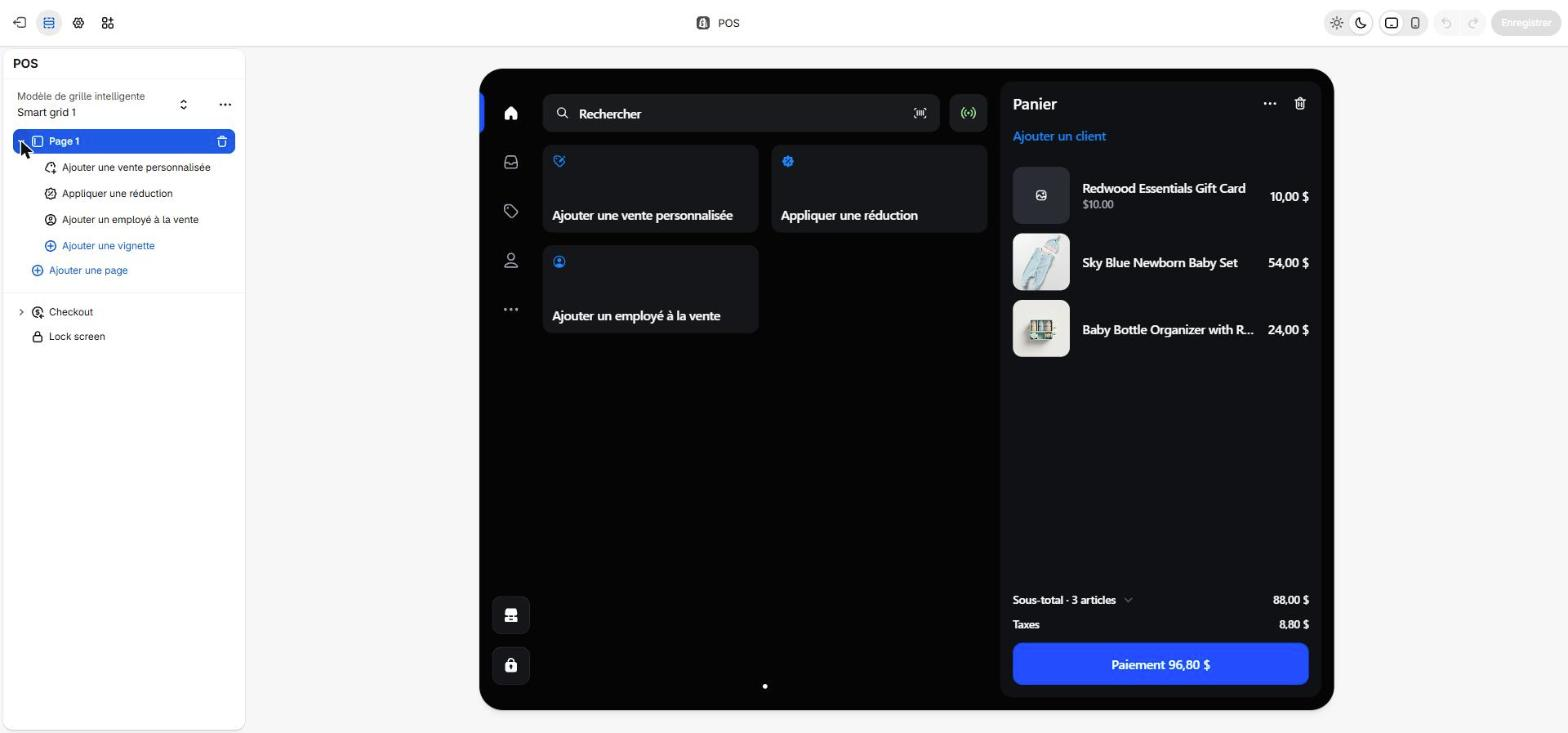 POS
Enregistrer
POS
Modèle de grille intelligente
Smart grid 1
Page 1
Ajouter une vente personnalisée
Appliquer une réduction
Ajouter un employé à la vente
Ajouter une vignette
Ajouter une page
Checkout
Lock screen
Rechercher
Ajouter une vente personnalisée
Appliquer une réduction
Ajouter un employé à la vente
Panier
Ajouter un client
Redwood Essentials Gift Card
10,00 $
$10.00
Sky Blue Newborn Baby Set
54,00 $
Baby Bottle Organizer with R...
24,00 $
Sous-total · 3 articles
88,00 $
Taxes
8,80 $
Paiement 96,80 $